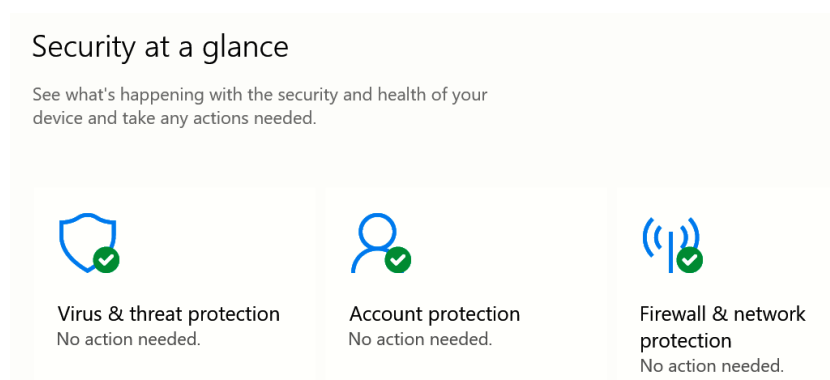 Security at a glance
See what's happening with the security and health of your
device and take any actions needed.
Virus & threat protection
No action needed.
Account protection
No action needed.
Firewall & network
protection
No action needed.